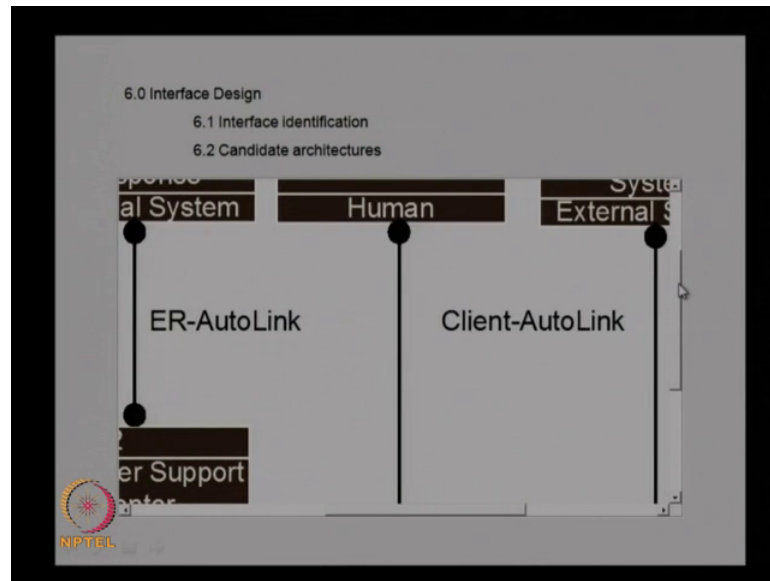 6.0 Interface Design
6.1 Interface identification
6.2 Candidate architectures
al System
Human
External S
ER-AutoLink
Client-AutoLink
er Support
NPTEL